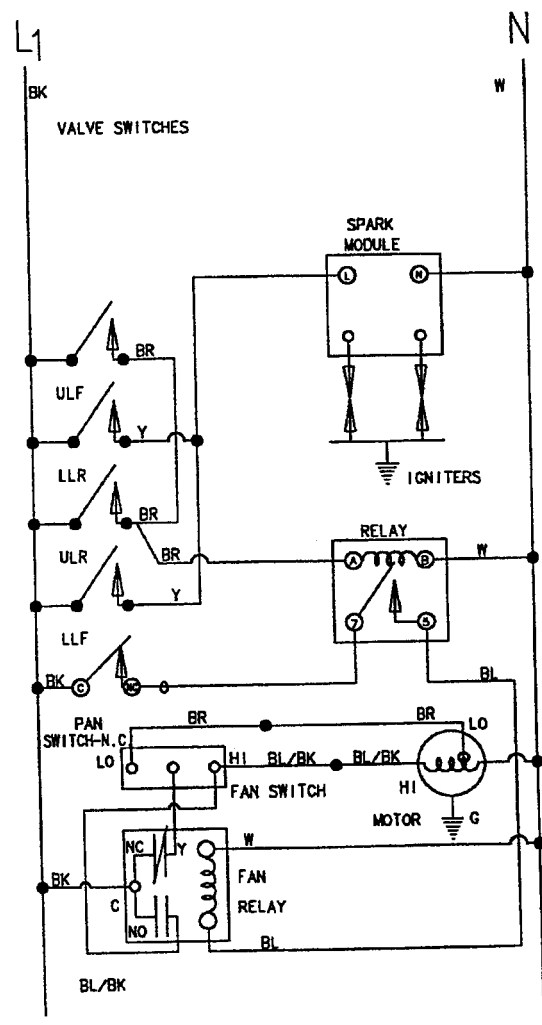 L1
N
BK
W
VALVE SWITCHES
SPARK
MODULE
L
N
BR
ULF
Y
LLR
IGNITERS
BR
ULR
BR
RELAY
A
B
W
Y
LLF
7
5
BK
C
NC
O
BL
PAN
SWITCH-N.C.
BR
BR
LO
LO
HI
BL/BK
BL/BK
FAN SWITCH
HI
MOTOR
G
NC
Y
W
BK
C
FAN
RELAY
NO
BL
BL/BK